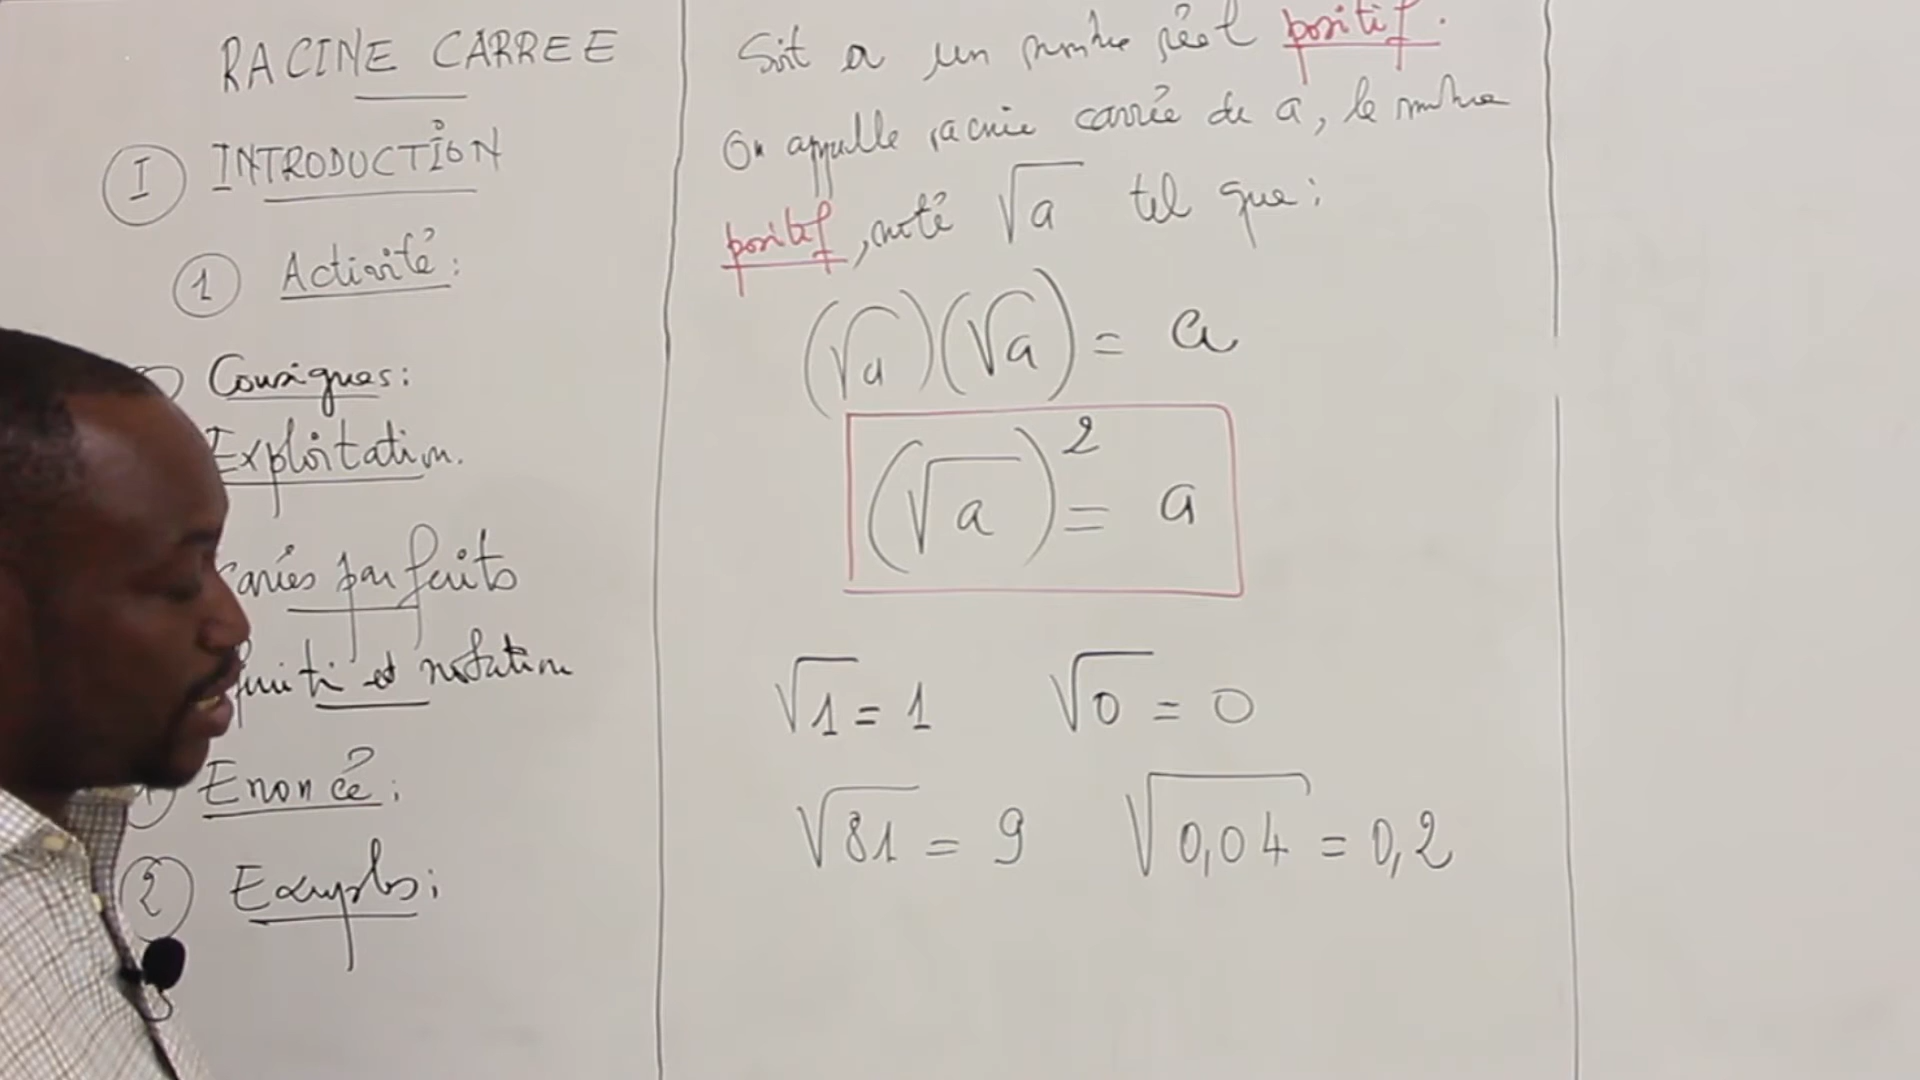 RACINE CARREE
I INTRODUCTION
1 Activité:
Consignes:
Exploitation.
carrés parfaits
et notation
Enoncé:
2 Exemples:
Soit a un nombre réel positif.
On appelle racine carrée de a, le nombre
positif, noté √a tel que:
(√a)(√a) = a
(√a)² = a
√1 = 1 √0 = 0
√81 = 9 √0,04 = 0,2